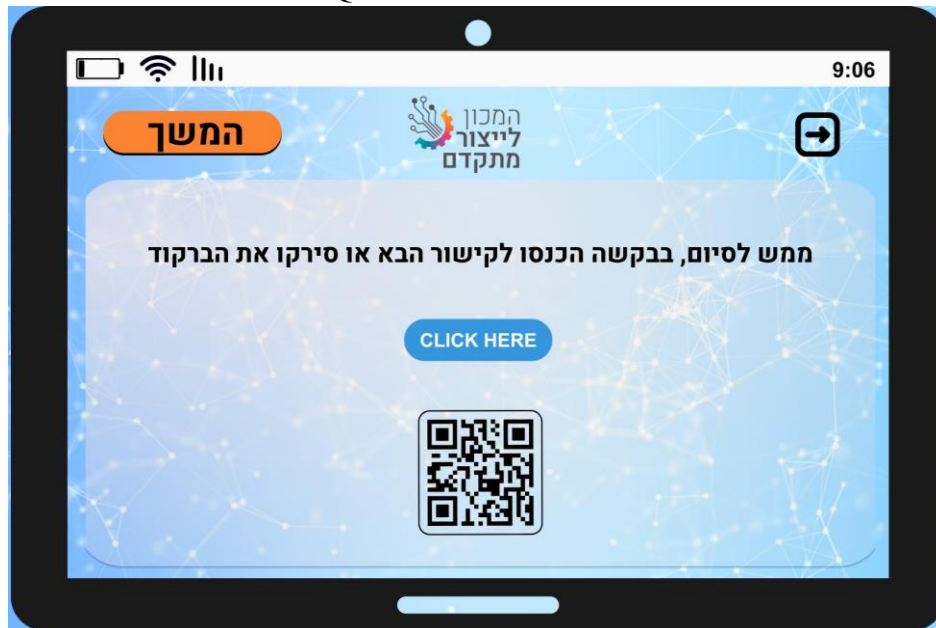 9:06
המשך
המכון
לייצור
מתקדם
ממש לסיום, בבקשה הכנסו לקישור הבא או סירקו את הברקוד
CLICK HERE